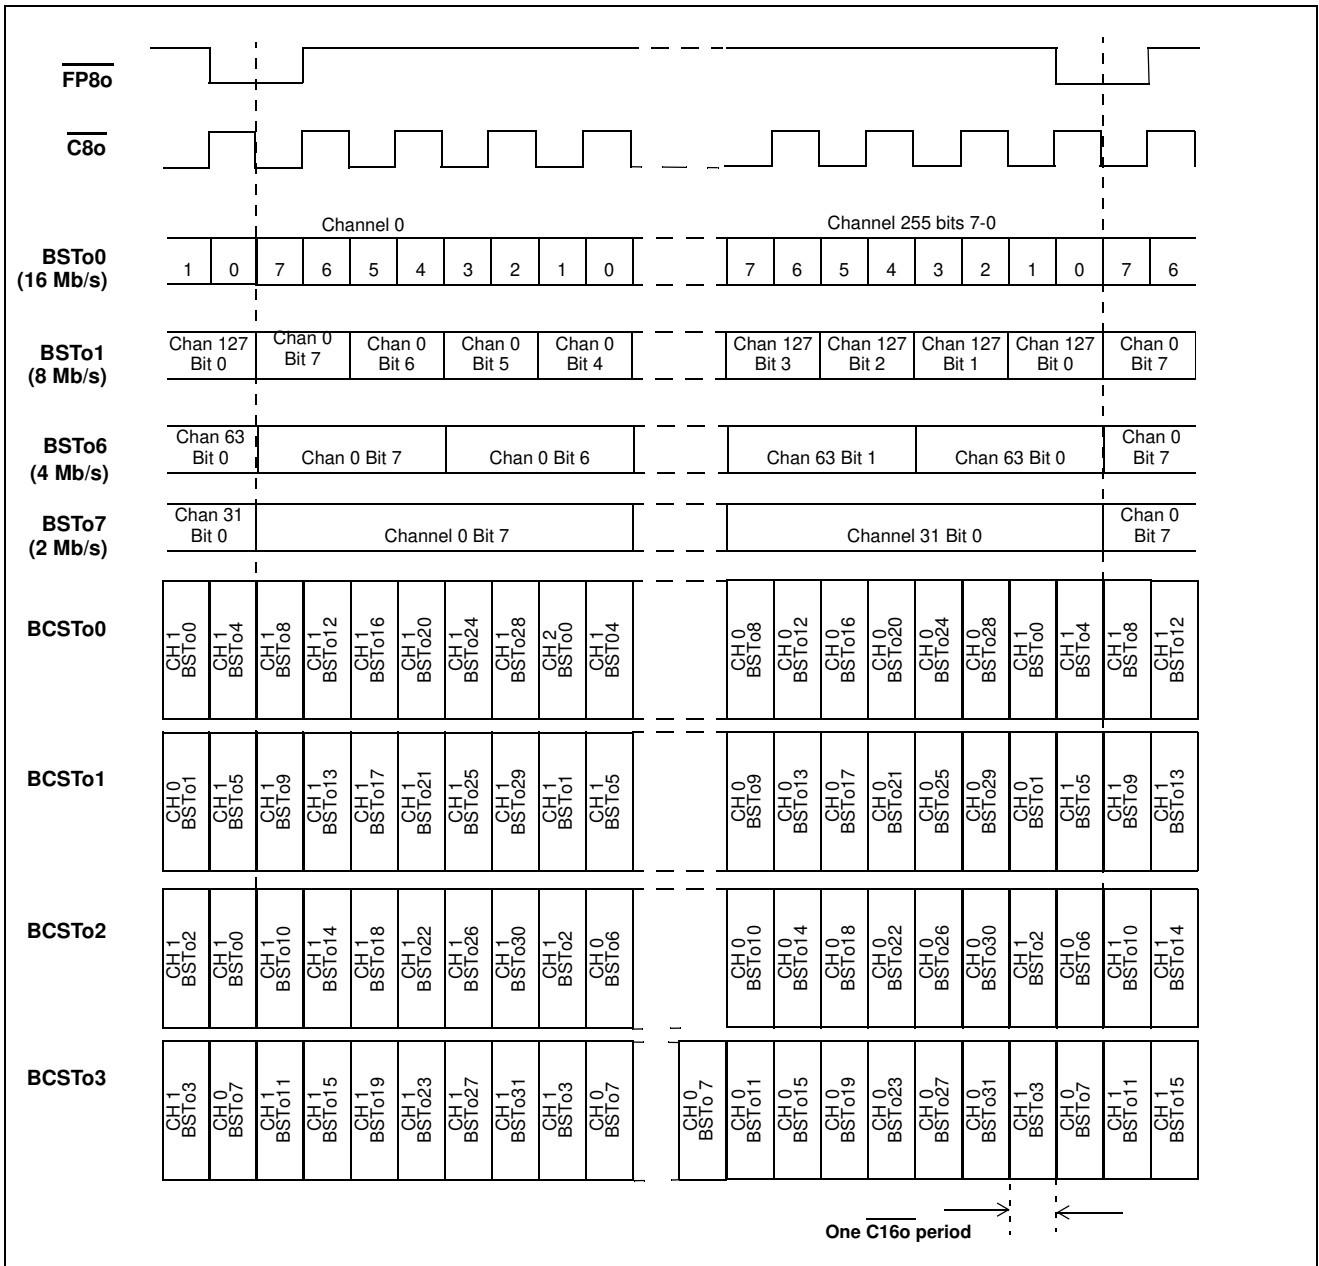 FP8o
C8o
Channel 0
Channel 255 bits 7-0
BSTo0
(16 Mb/s)
1 0 7 6 5 4 3 2 1 0 7 6 5 4 3 2 1 0 7 6
BSTo1
(8 Mb/s)
Chan 127 Bit 0
Chan 0 Bit 7
Chan 0 Bit 6
Chan 0 Bit 5
Chan 0 Bit 4
Chan 127 Bit 3
Chan 127 Bit 2
Chan 127 Bit 1
Chan 127 Bit 0
Chan 0 Bit 7
BSTo6
(4 Mb/s)
Chan 63 Bit 0
Chan 0 Bit 7
Chan 0 Bit 6
Chan 63 Bit 1
Chan 63 Bit 0
Chan 0 Bit 7
BSTo7
(2 Mb/s)
Chan 31 Bit 0
Channel 0 Bit 7
Channel 31 Bit 0
Chan 0 Bit 7
BCSTo0
CH 1 BSTo0
CH 1 BSTo4
CH 1 BSTo8
CH 1 BSTo12
CH 1 BSTo16
CH 1 BSTo20
CH 1 BSTo24
CH 1 BSTo28
CH 2 BSTo0
CH 1 BST04
CH 0 BSTo8
CH 0 BSTo12
CH 0 BSTo16
CH 0 BSTo20
CH 0 BSTo24
CH 0 BSTo28
CH 1 BSTo0
CH 1 BSTo4
CH 1 BSTo8
CH 1 BSTo12
BCSTo1
CH 0 BSTo1
CH 1 BSTo5
CH 1 BSTo9
CH 1 BSTo13
CH 1 BSTo17
CH 1 BSTo21
CH 1 BSTo25
CH 1 BSTo29
CH 1 BSTo1
CH 1 BSTo5
CH 0 BSTo9
CH 0 BSTo13
CH 0 BSTo17
CH 0 BSTo21
CH 0 BSTo25
CH 0 BSTo29
CH 0 BSTo1
CH 1 BSTo5
CH 1 BSTo9
CH 1 BSTo13
BCSTo2
CH 1 BSTo2
CH 1 BSTo0
CH 1 BSTo10
CH 1 BSTo14
CH 1 BSTo18
CH 1 BSTo22
CH 1 BSTo26
CH 1 BSTo30
CH 1 BSTo2
CH 0 BSTo6
CH 0 BSTo10
CH 0 BSTo14
CH 0 BSTo18
CH 0 BSTo22
CH 0 BSTo26
CH 0 BSTo30
CH 1 BSTo2
CH 0 BSTo6
CH 1 BSTo10
CH 1 BSTo14
BCSTo3
CH 1 BSTo3
CH 0 BSTo7
CH 1 BSTo11
CH 1 BSTo15
CH 1 BSTo19
CH 1 BSTo23
CH 1 BSTo27
CH 1 BSTo31
CH 1 BSTo3
CH 0 BSTo7
CH 0 BSTo 7
CH 0 BSTo11
CH 0 BSTo15
CH 0 BSTo19
CH 0 BSTo23
CH 0 BSTo27
CH 0 BSTo31
CH 1 BSTo3
CH 0 BSTo7
CH 1 BSTo11
CH 1 BSTo15
One C16o period